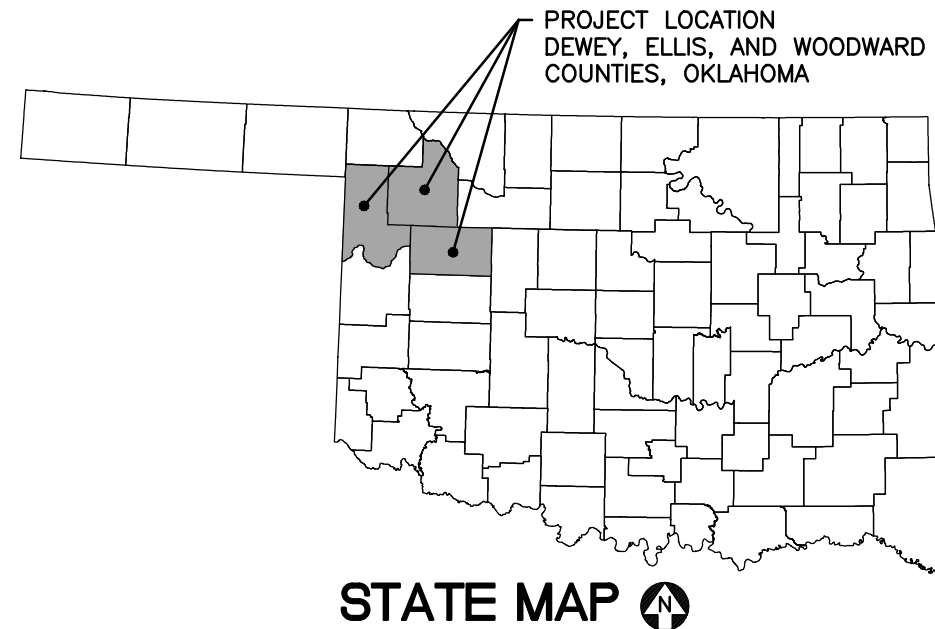 PROJECT LOCATION
DEWEY, ELLIS, AND WOODWARD
COUNTIES, OKLAHOMA
STATE MAP N